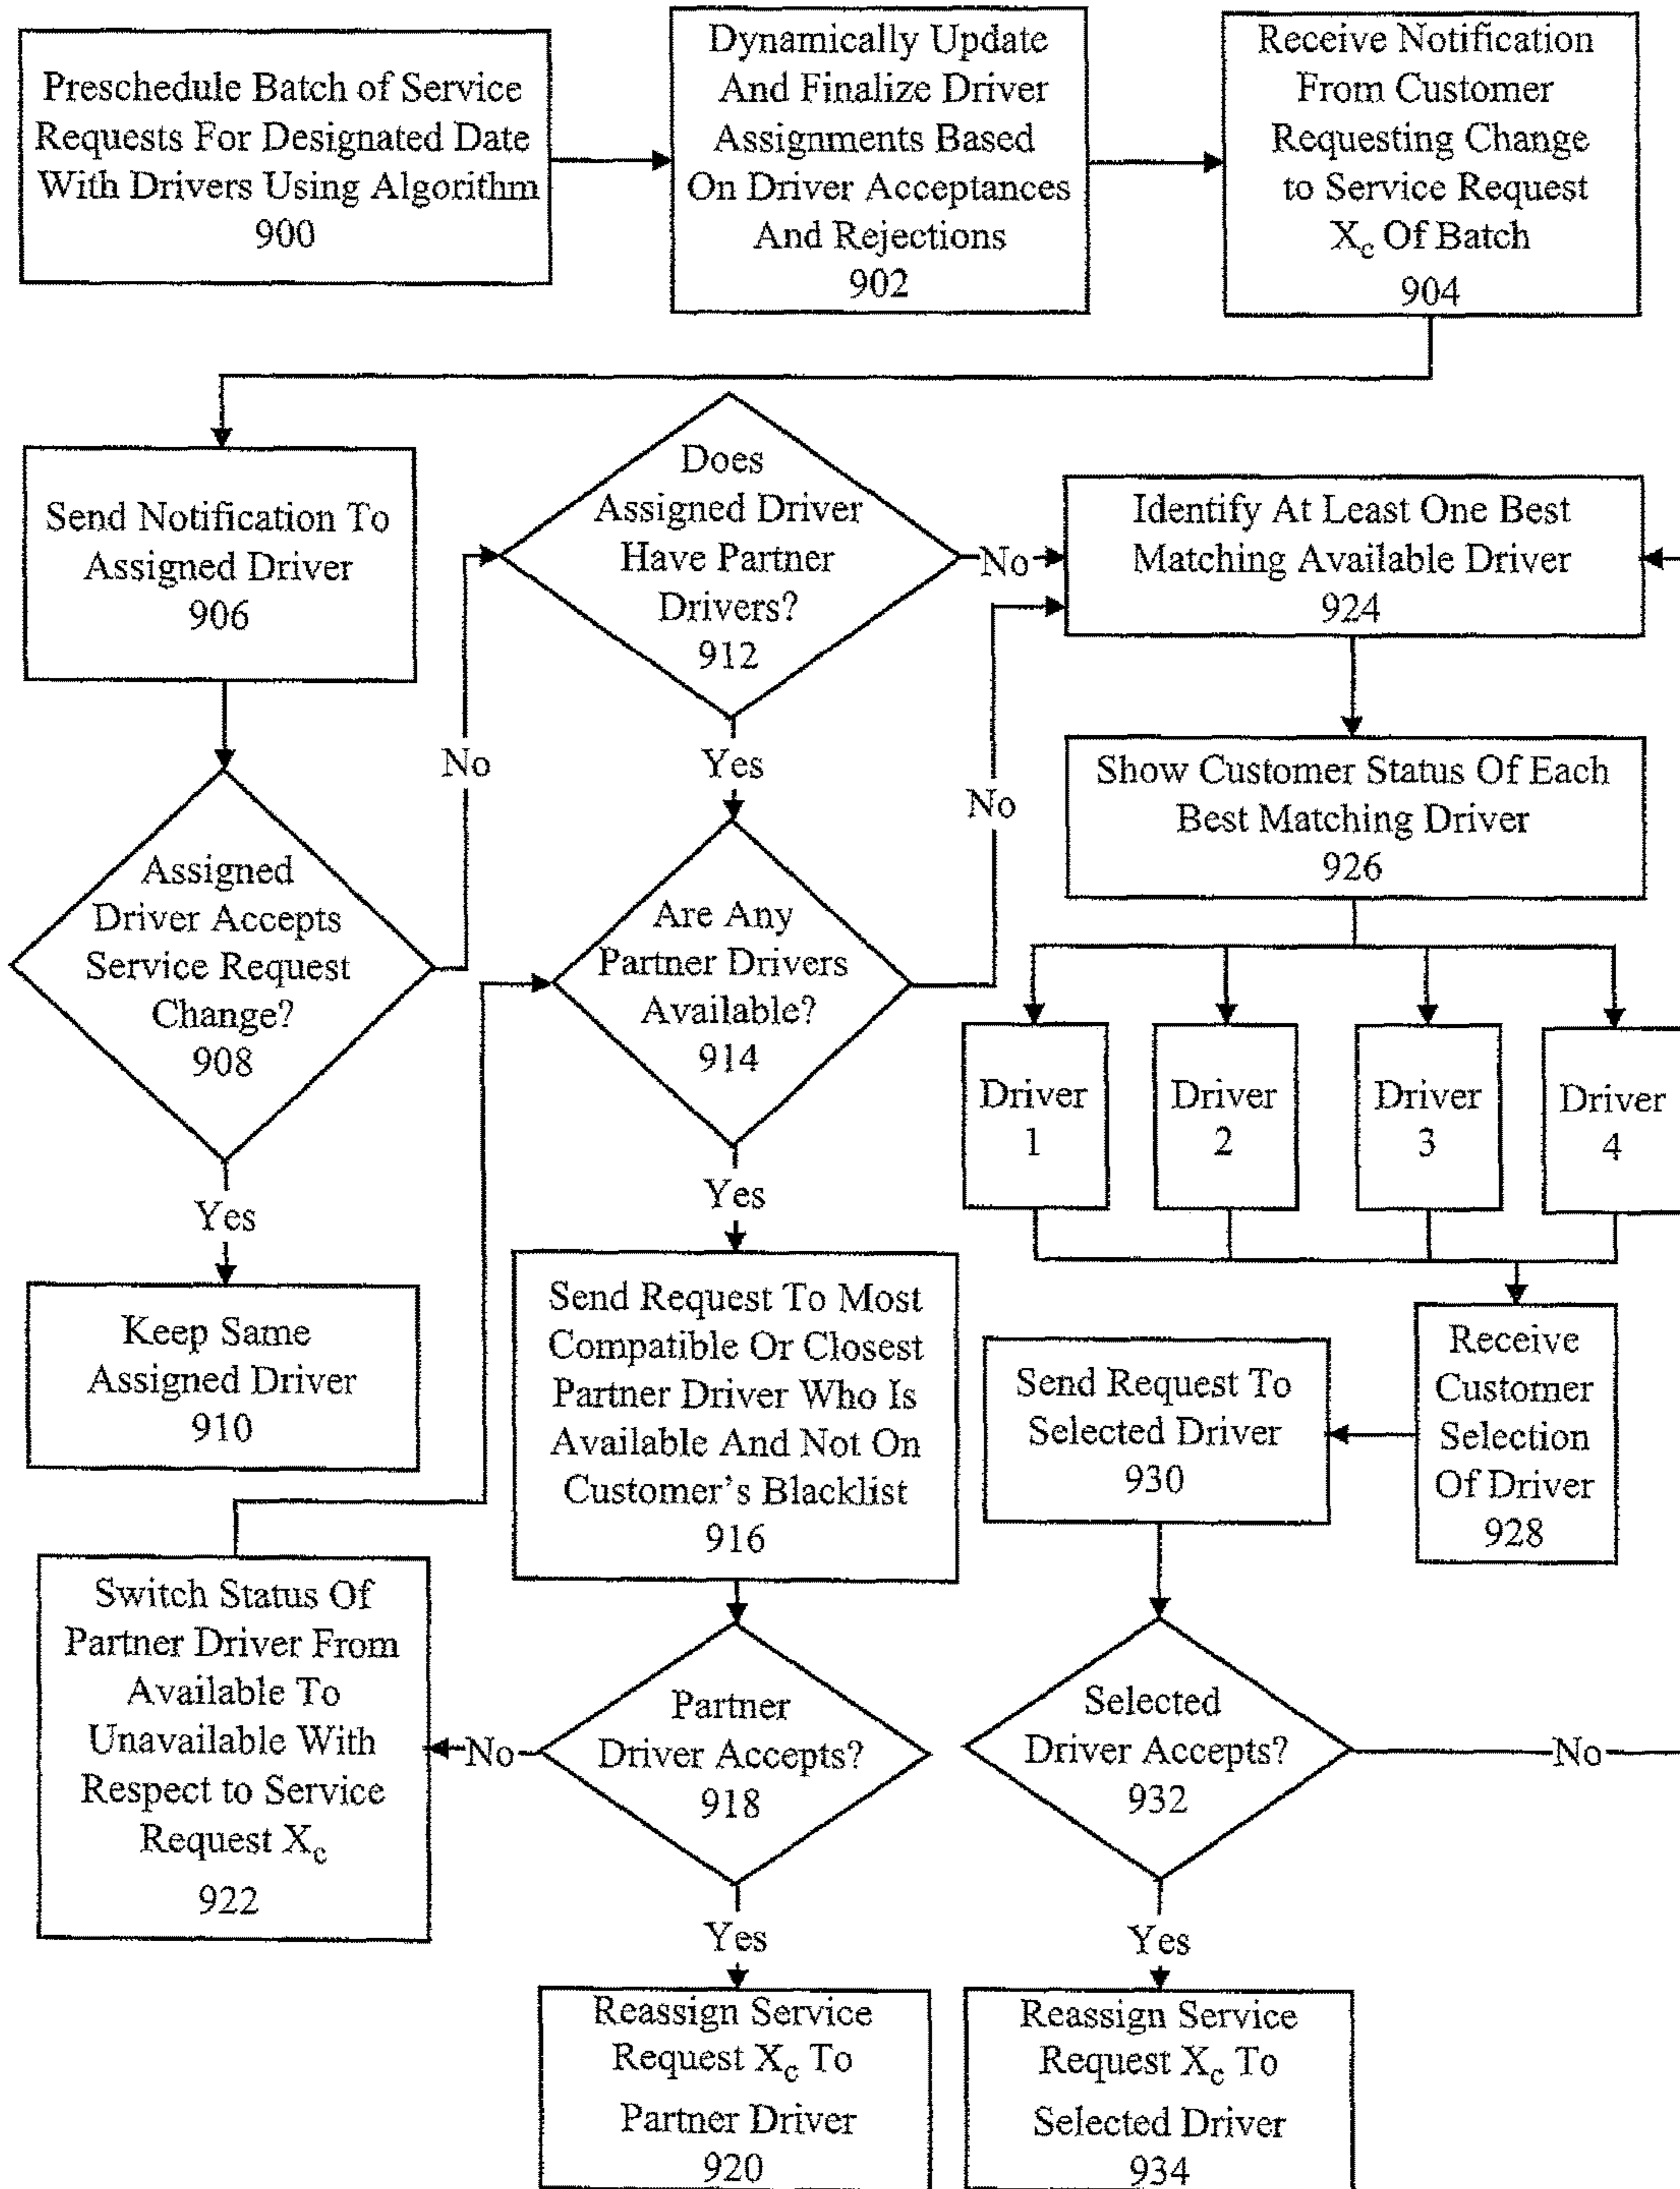 Preschedule Batch of Service
Requests For Designated Date
With Drivers Using Algorithm
900
Dynamically Update
And Finalize Driver
Assignments Based
On Driver Acceptances
And Rejections
902
Receive Notification
From Customer
Requesting Change
to Service Request
Xc Of Batch
904
Send Notification To
Assigned Driver
906
Assigned
Driver Accepts
Service Request
Change?
908
No
Yes
Keep Same
Assigned Driver
910
Does
Assigned Driver
Have Partner
Drivers?
912
No
Yes
Are Any
Partner Drivers
Available?
914
No
Yes
Send Request To Most
Compatible Or Closest
Partner Driver Who Is
Available And Not On
Customer's Blacklist
916
Partner
Driver Accepts?
918
No
Switch Status Of
Partner Driver From
Available To
Unavailable With
Respect to Service
Request Xc
922
Yes
Reassign Service
Request Xc To
Partner Driver
920
Identify At Least One Best
Matching Available Driver
924
Show Customer Status Of Each
Best Matching Driver
926
Driver
1
Driver
2
Driver
3
Driver
4
Receive
Customer
Selection
Of Driver
928
Send Request To
Selected Driver
930
Selected
Driver Accepts?
932
No
Yes
Reassign Service
Request Xc To
Selected Driver
934